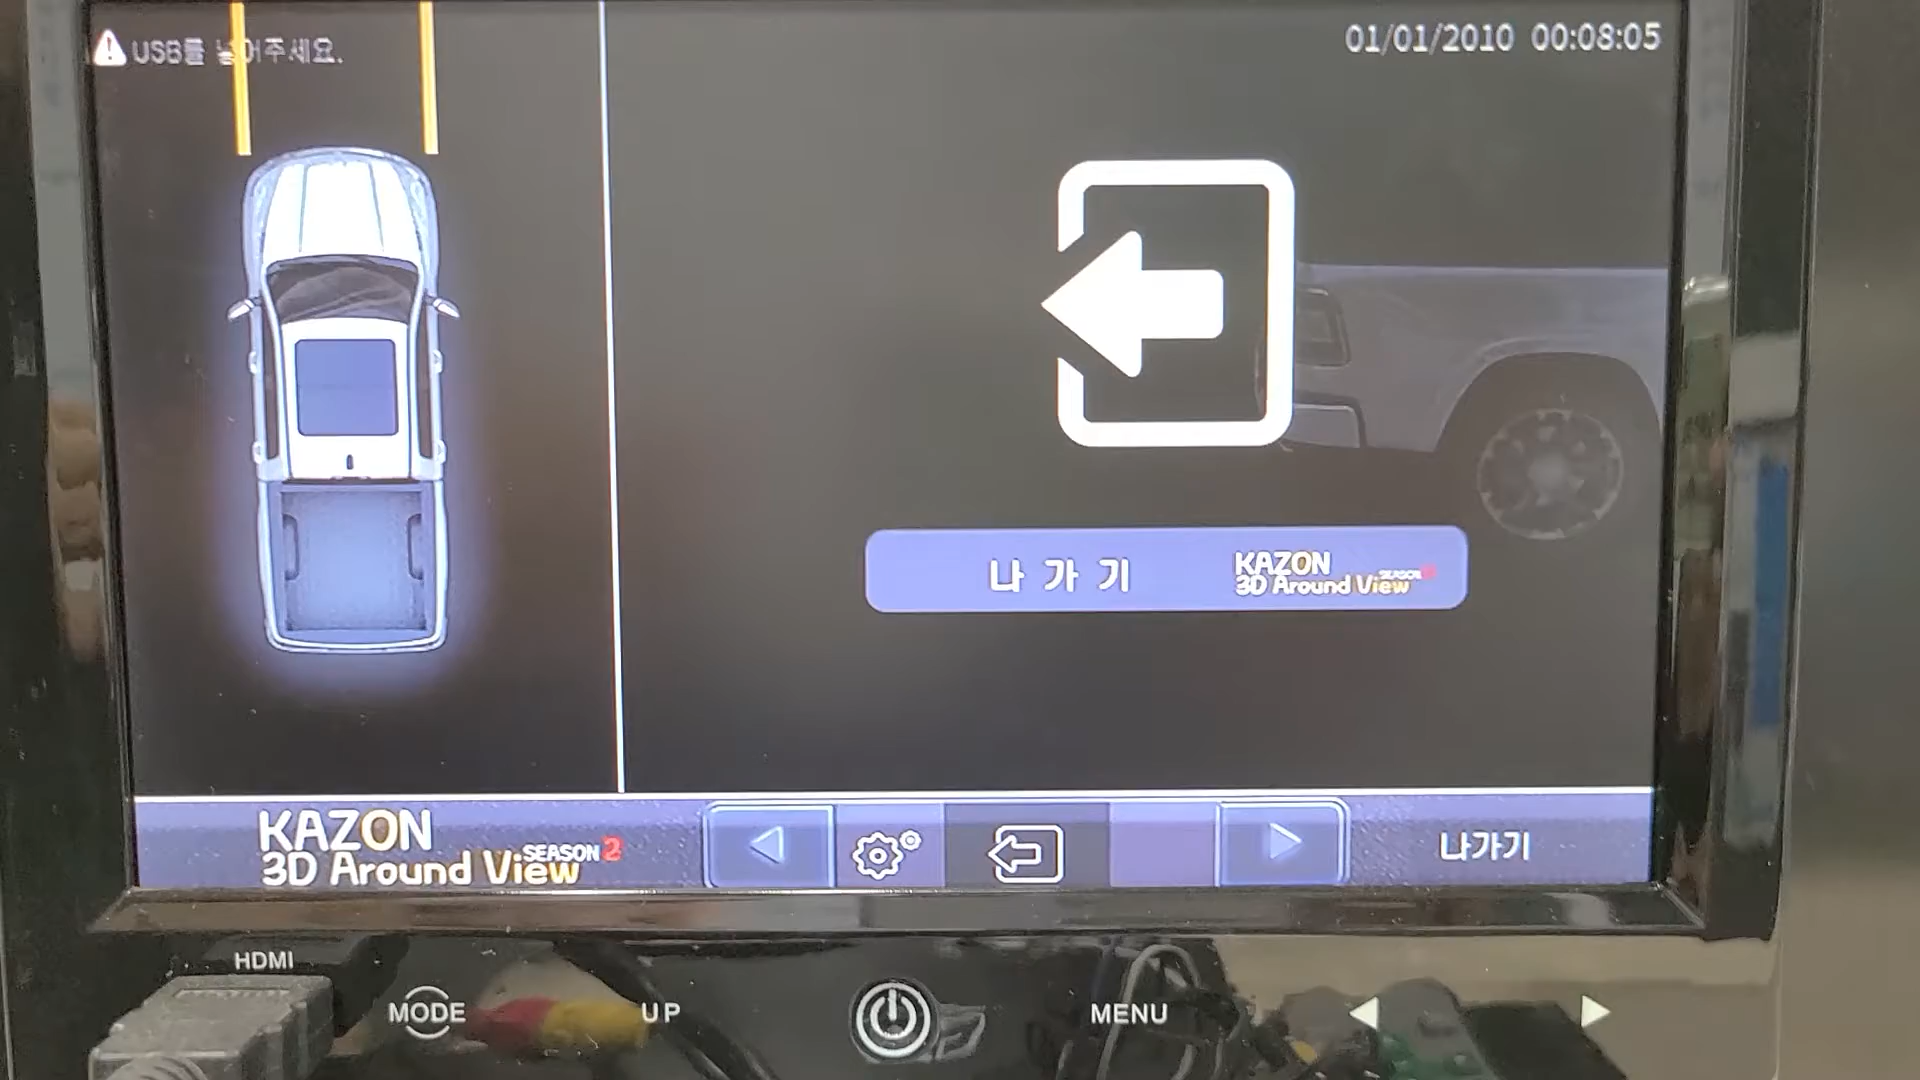 USB를 넣어주세요.
01/01/2010 00:08:05
나가기
KAZON
3D Around View
KAZON
SEASON 2
3D Around View
나가기
HDMI
MODE
UP
MENU